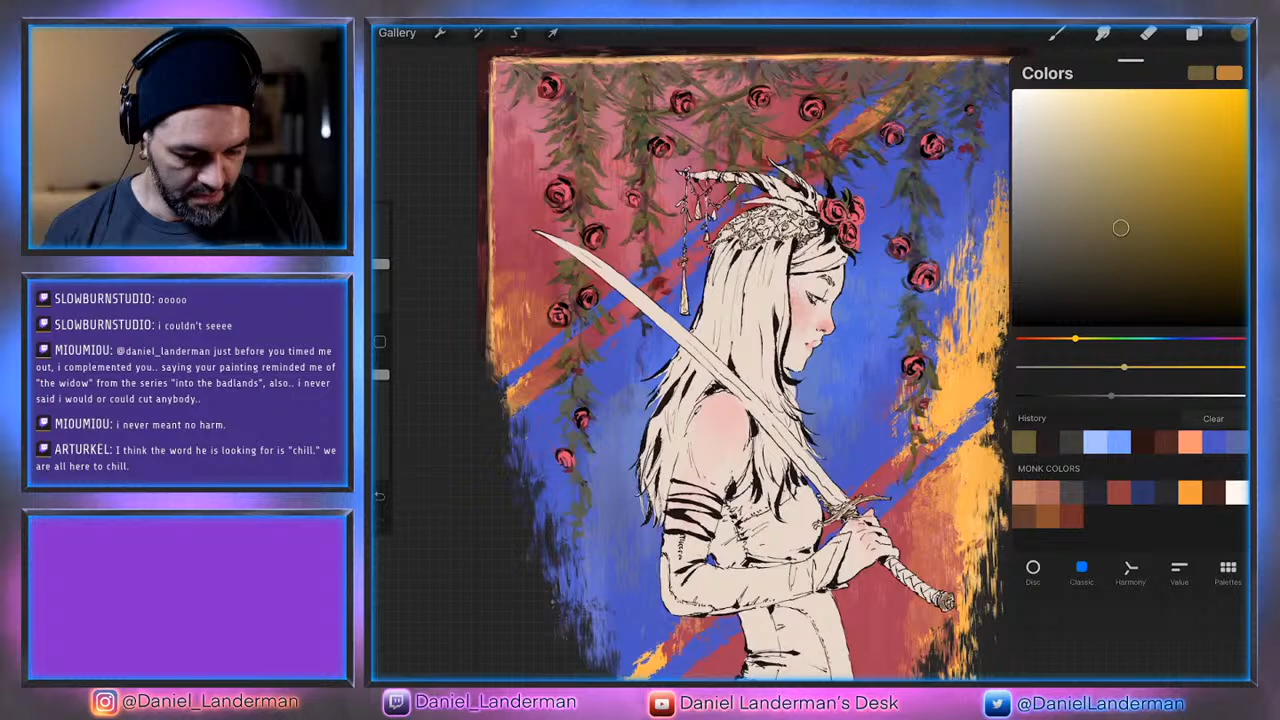 Gallery
Colors
SLOWBURNSTUDIO: ooooo
SLOWBURNSTUDIO: i couldn't seeee
MIOUMIOU: @daniel_landerman just before you timed me
out, i complemented you.. saying your painting reminded me of
"the widow" from the series "into the badlands", also.. i never
said i would or could cut anybody..
MIOUMIOU: i never meant no harm.
ARTURKEL: I think the word he is looking for is "chill." we
are all here to chill.
History
Clear
MONK COLORS
Disc
Classic
Harmony
Value
Palettes
@Daniel_Landerman
Daniel_Landerman
Daniel Landerman's Desk
@DanielLanderman